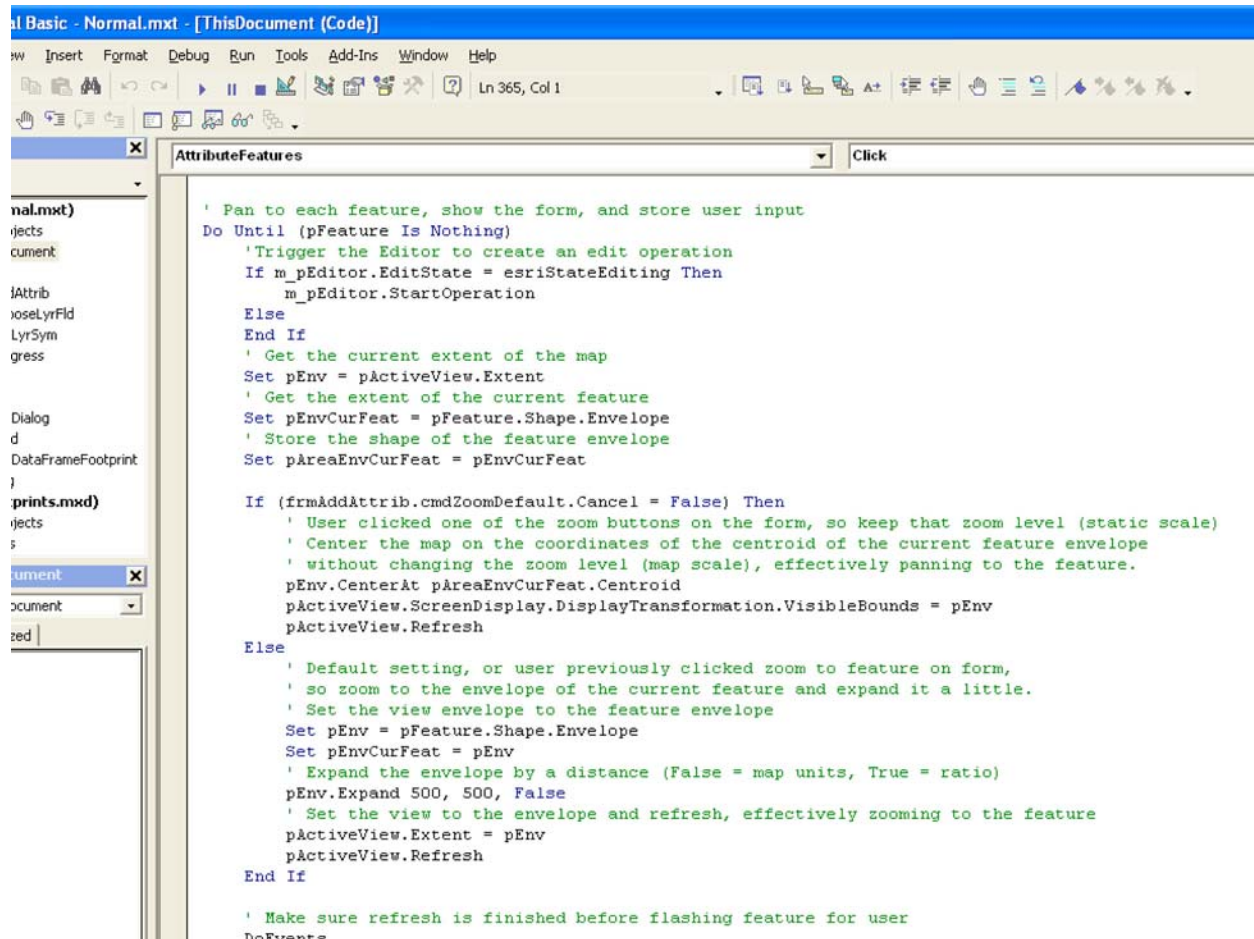 al Basic - Normal.mxt - [ThisDocument (Code)]
ew Insert Format Debug Run Tools Add-Ins Window Help
Ln 365, Col 1
AttributeFeatures Click
mal.mxt)
jects
cument
dAttrib
ooseLyrFld
LyrSym
gress
Dialog
d
DataFrameFootprint
g
prints.mxd)
jects
s
cument
ocument
zed
' Pan to each feature, show the form, and store user input
Do Until (pFeature Is Nothing)
'Trigger the Editor to create an edit operation
If m_pEditor.EditState = esriStateEditing Then
m_pEditor.StartOperation
Else
End If
' Get the current extent of the map
Set pEnv = pActiveView.Extent
' Get the extent of the current feature
Set pEnvCurFeat = pFeature.Shape.Envelope
' Store the shape of the feature envelope
Set pAreaEnvCurFeat = pEnvCurFeat
If (frmAddAttrib.cmdZoomDefault.Cancel = False) Then
' User clicked one of the zoom buttons on the form, so keep that zoom level (static scale)
' Center the map on the coordinates of the centroid of the current feature envelope
' without changing the zoom level (map scale), effectively panning to the feature.
pEnv.CenterAt pAreaEnvCurFeat.Centroid
pActiveView.ScreenDisplay.DisplayTransformation.VisibleBounds = pEnv
pActiveView.Refresh
Else
' Default setting, or user previously clicked zoom to feature on form,
' so zoom to the envelope of the current feature and expand it a little.
' Set the view envelope to the feature envelope
Set pEnv = pFeature.Shape.Envelope
Set pEnvCurFeat = pEnv
' Expand the envelope by a distance (False = map units, True = ratio)
pEnv.Expand 500, 500, False
' Set the view to the envelope and refresh, effectively zooming to the feature
pActiveView.Extent = pEnv
pActiveView.Refresh
End If
' Make sure refresh is finished before flashing feature for user
DoEvents